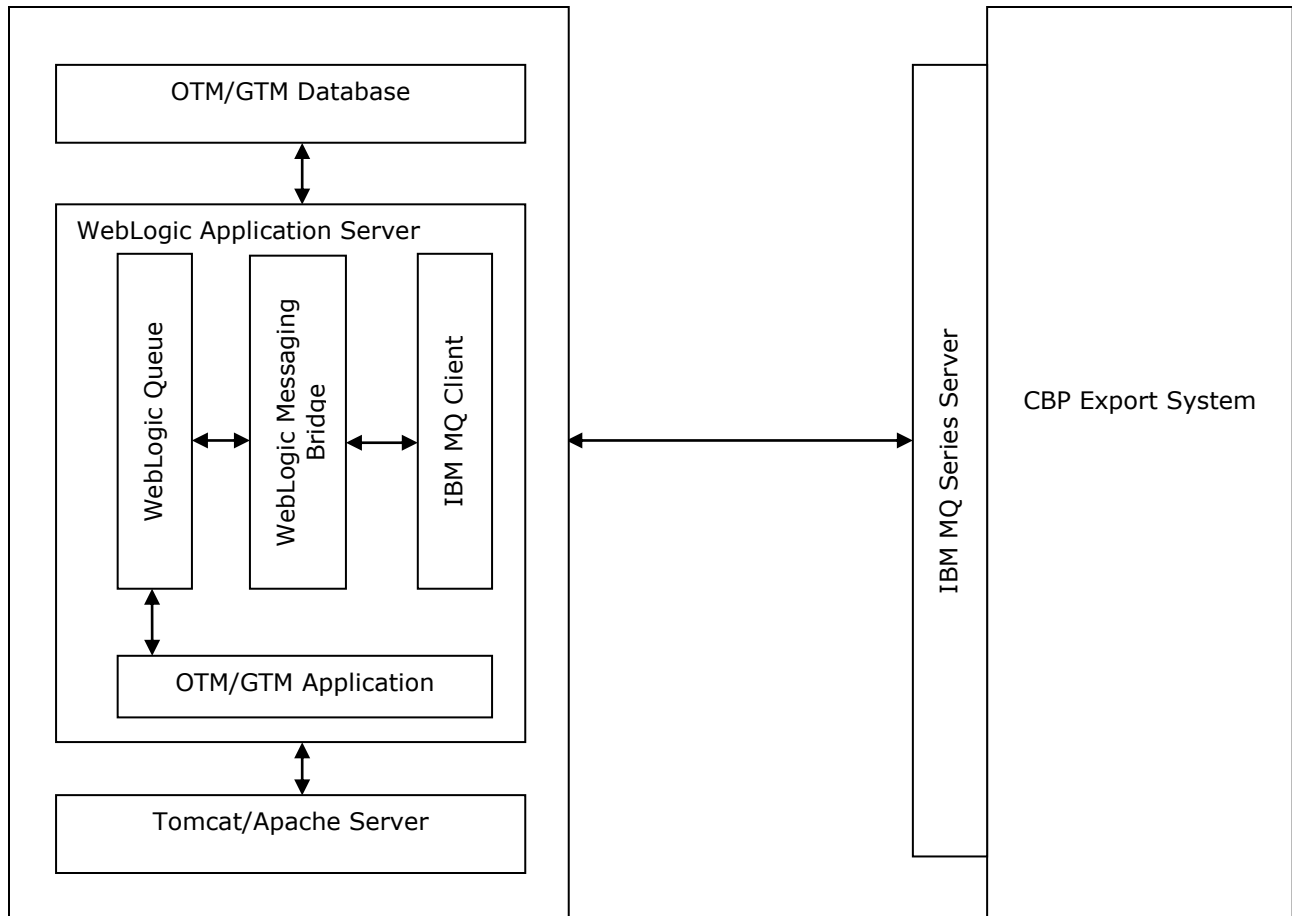 OTM/GTM Database
WebLogic Application Server
WebLogic Queue
WebLogic Messaging
Bridge
IBM MQ Client
OTM/GTM Application
Tomcat/Apache Server
IBM MQ Series Server
CBP Export System